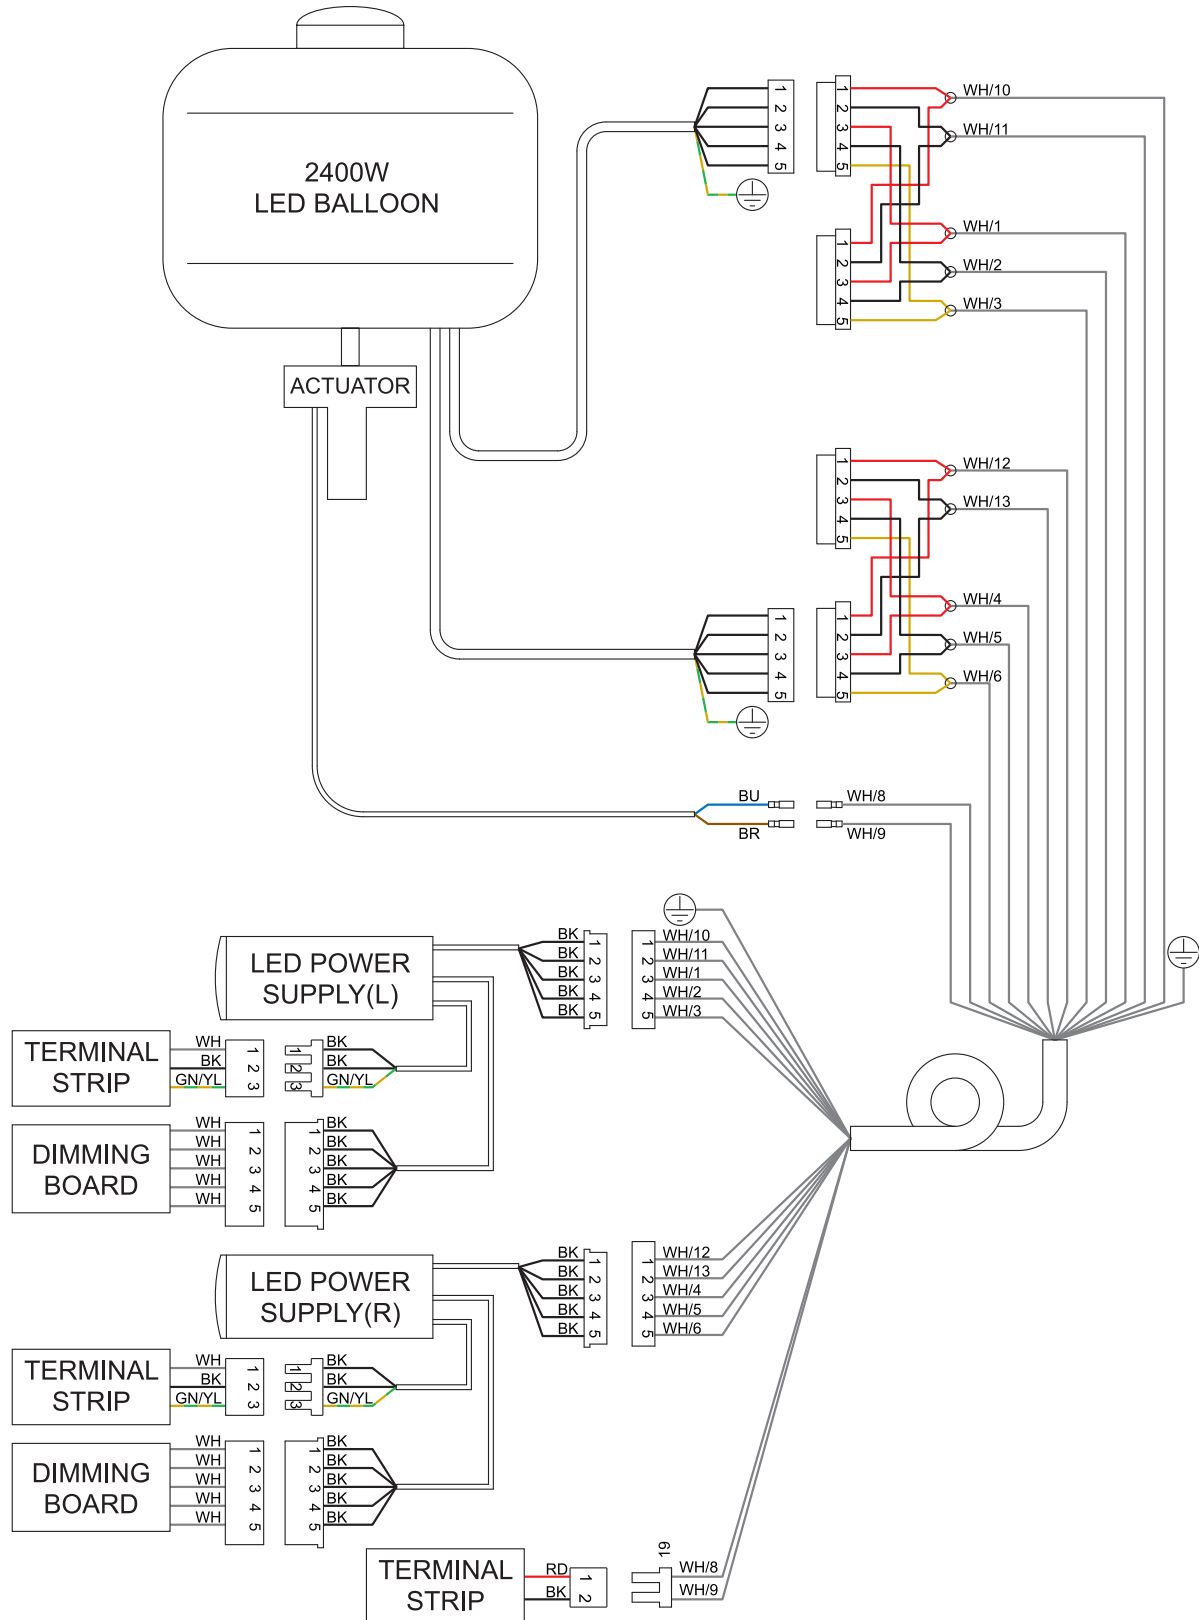 2400W
LED BALLOON
ACTUATOR
1
2
3
4
5
1
2
3
4
5
WH/10
WH/11
1
2
3
4
5
WH/1
WH/2
WH/3
1
2
3
4
5
WH/12
WH/13
1
2
3
4
5
1
2
3
4
5
WH/4
WH/5
WH/6
BU
BR
WH/8
WH/9
LED POWER
SUPPLY(L)
BK
BK
BK
BK
BK
1
2
3
4
5
1
2
3
4
5
WH/10
WH/11
WH/1
WH/2
WH/3
TERMINAL
STRIP
WH
BK
GN/YL
1
2
3
1
2
3
BK
BK
GN/YL
DIMMING
BOARD
WH
WH
WH
WH
WH
1
2
3
4
5
1
2
3
4
5
BK
BK
BK
BK
BK
LED POWER
SUPPLY(R)
BK
BK
BK
BK
BK
1
2
3
4
5
1
2
3
4
5
WH/12
WH/13
WH/4
WH/5
WH/6
TERMINAL
STRIP
WH
BK
GN/YL
1
2
3
1
2
3
BK
BK
GN/YL
DIMMING
BOARD
WH
WH
WH
WH
WH
1
2
3
4
5
1
2
3
4
5
BK
BK
BK
BK
BK
TERMINAL
STRIP
RD
BK
1
2
19
WH/8
WH/9